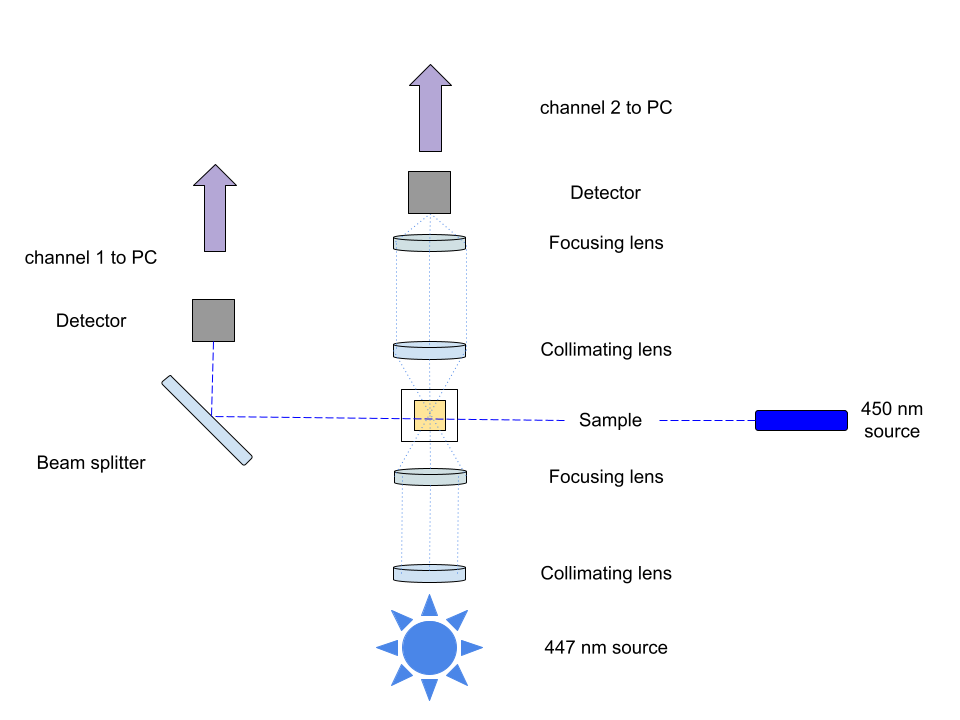 channel 2 to PC
Detector
Focusing lens
channel 1 to PC
Detector
Collimating lens
Sample
450 nm
source
Beam splitter
Focusing lens
Collimating lens
447 nm source